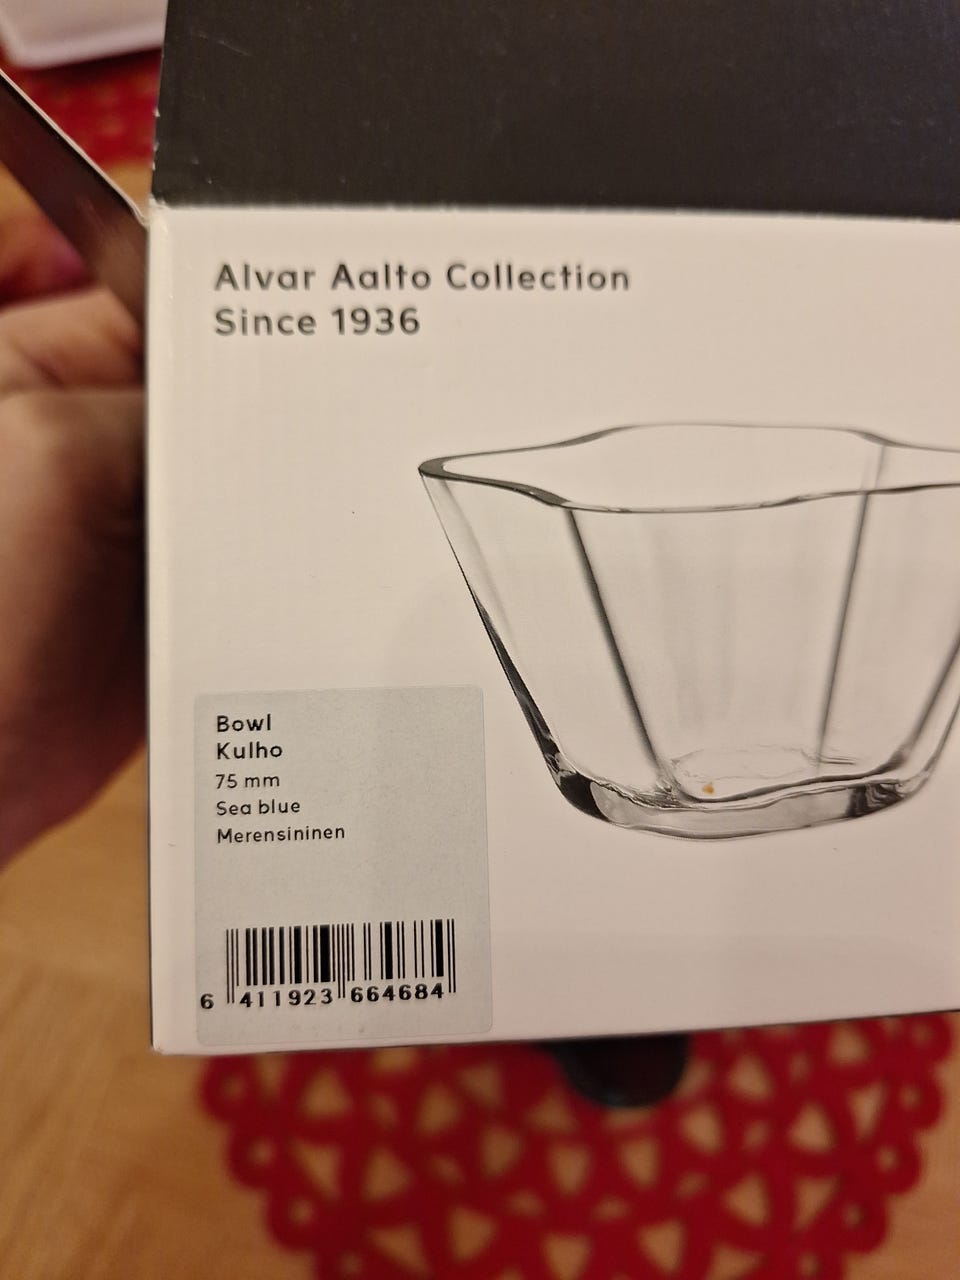 Alvar Aalto Collection
Since 1936
Bowl
Kulho
75 mm
Sea blue
Merensininen
6 411923 664684